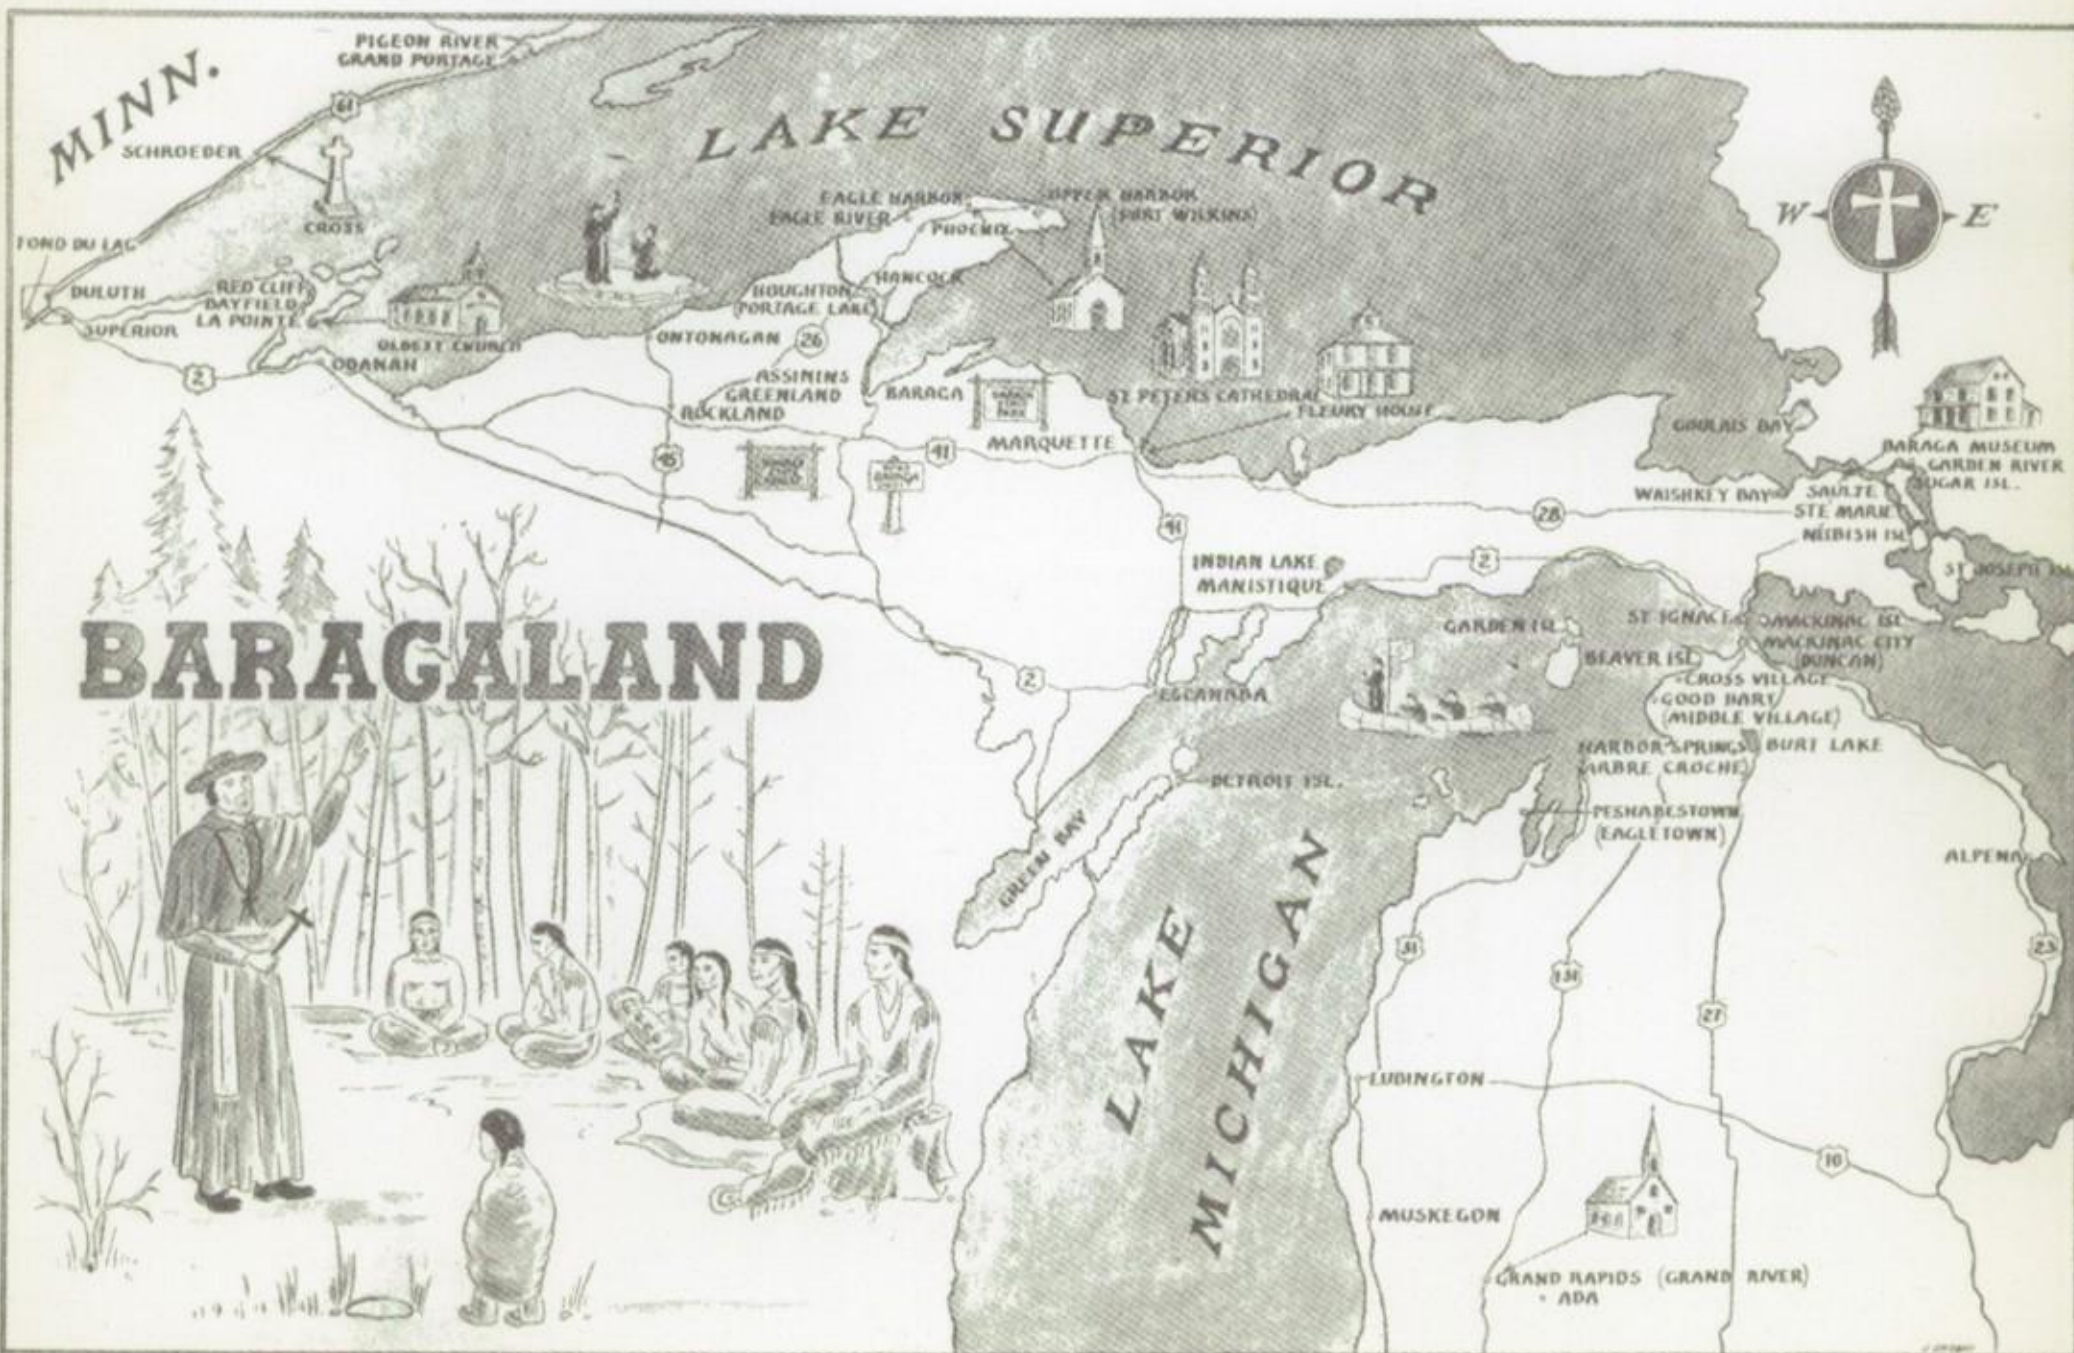 PIGEON RIVER
GRAND PORTAGE
MINN.
61
SCHROEDER
CROSS
LAKE SUPERIOR
EAGLE HARBOR
EAGLE RIVER
UPPER HARBOR
(FORT WILKINS)
PHOENIX
W E
FOND DU LAC
DULUTH
SUPERIOR
RED CLIFF
BAYFIELD
LA POINTE
OLDEST CHURCH
ODANAH
2
HANCOCK
HOUGHTON
(PORTAGE LAKE)
ONTONAGAN
26
ASSININS
GREENLAND
ROCKLAND
BARAGA
BARAGA
STATE
PARK
ST PETERS CATHEDRAL
FLEURY HOUSE
MARQUETTE
41
45
BARAGA
GOULAIS BAY
BARAGA MUSEUM
GARDEN RIVER
SUGAR ISL.
WAISHKEY BAY
SAULTE
STE MARIE
NEEBISH ISL
ST JOSEPH ISL
28
41
2
INDIAN LAKE
MANISTIQUE
GARDEN ISL
ST IGNACE
MACKINAC ISL
MACKINAC CITY
(DUNCAN)
BEAVER ISL
CROSS VILLAGE
GOOD HART
(MIDDLE VILLAGE)
HARBOR SPRINGS
(ARBRE CROCHE)
BURT LAKE
BARAGALAND
2
ESCANABA
DETROIT ISL.
GREEN BAY
PESHABESTOWN
(EAGLETOWN)
ALPENA
LAKE
MICHIGAN
31
131
27
23
LUDINGTON
10
MUSKEGON
GRAND RAPIDS (GRAND RIVER)
ADA